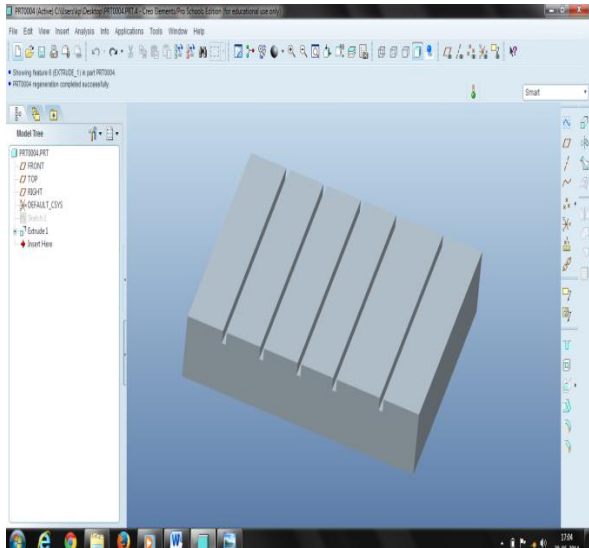 PRT0004 (Active) C:\Users\vp\Desktop\PRT0004.PRT.4 - Creo Elements/Pro Schools Edition (for educational use only)
File Edit View Insert Analysis Info Applications Tools Window Help
Showing feature 6 (EXTRUDE_1) in part PRT0004.
PRT0004 regeneration completed successfully.
Smart
Model Tree
PRT0004.PRT
FRONT
TOP
RIGHT
DEFAULT_CSYS
Sketch 1
Extrude 1
Insert Here
17:04